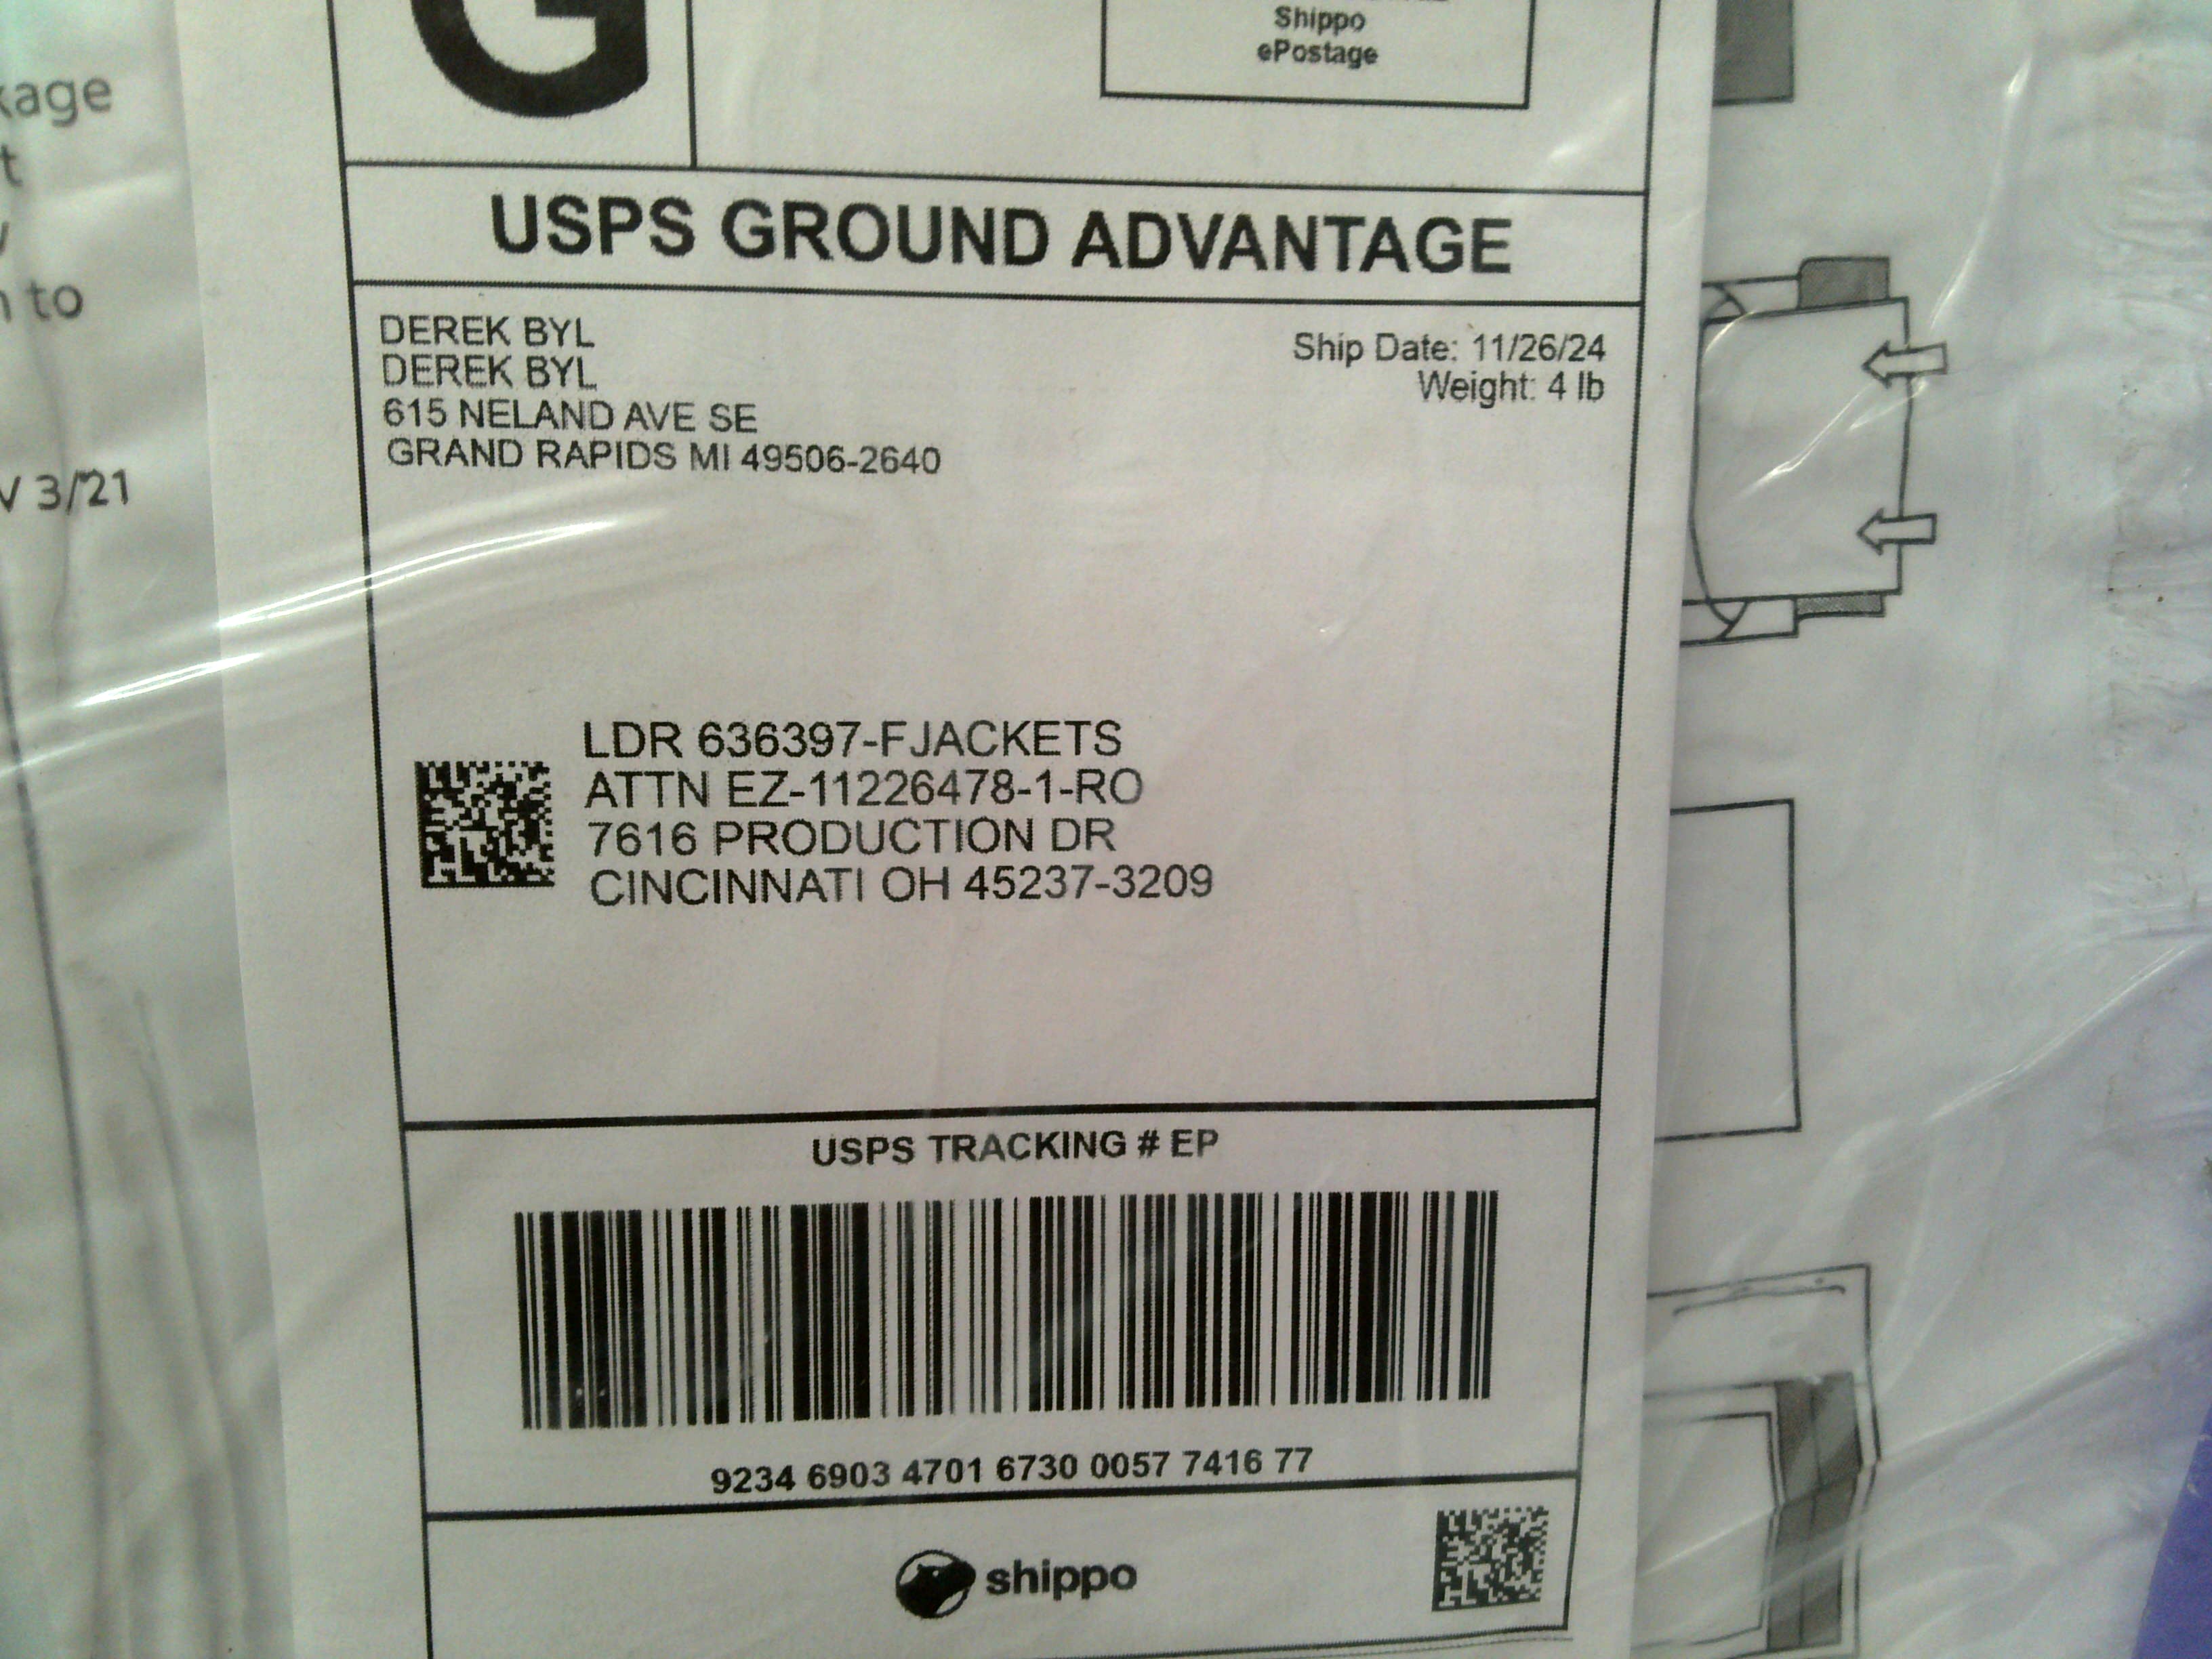 G
Shippo
ePostage
kage
t
n to
V 3/21
USPS GROUND ADVANTAGE
DEREK BYL
DEREK BYL
615 NELAND AVE SE
GRAND RAPIDS MI 49506-2640
Ship Date: 11/26/24
Weight: 4 lb
LDR 636397-FJACKETS
ATTN EZ-11226478-1-RO
7616 PRODUCTION DR
CINCINNATI OH 45237-3209
USPS TRACKING # EP
9234 6903 4701 6730 0057 7416 77
shippo